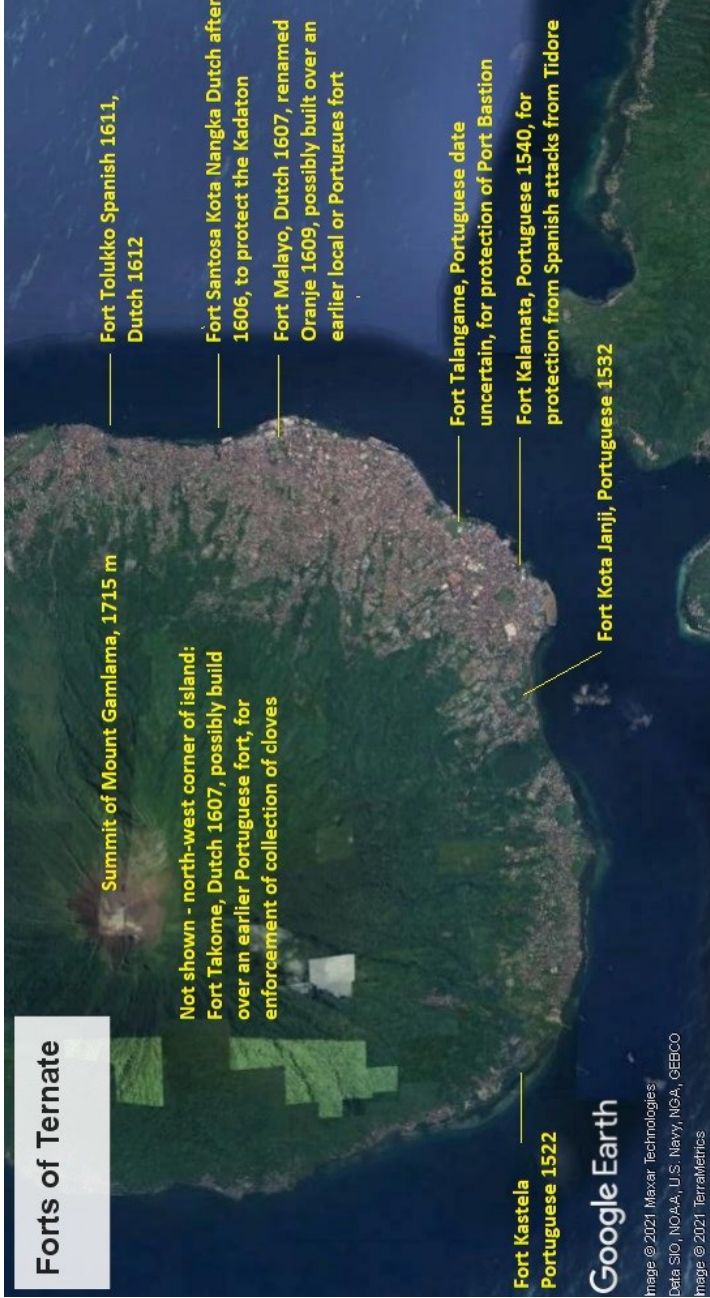 Forts of Ternate
Summit of Mount Gamlama, 1715 m
Not shown - north-west corner of island:
Fort Takome, Dutch 1607, possibly build
over an earlier Portuguese fort, for
enforcement of collection of cloves
Fort Tolukko Spanish 1611,
Dutch 1612
Fort Santosa Kota Nangka Dutch after
1606, to protect the Kadaton
Fort Malayo, Dutch 1607, renamed
Oranje 1609, possibly built over an
earlier local or Portugues fort
Fort Talangame, Portuguese date
uncertain, for protection of Port Bastion
Fort Kalamata, Portuguese 1540, for
protection from Spanish attacks from Tidore
Fort Kota Janji, Portuguese 1532
Fort Kastela
Portuguese 1522
Google Earth
Image © 2021 Maxar Technologies
Data SIO, NOAA, U.S. Navy, NGA, GEBCO
Image © 2021 TerraMetrics